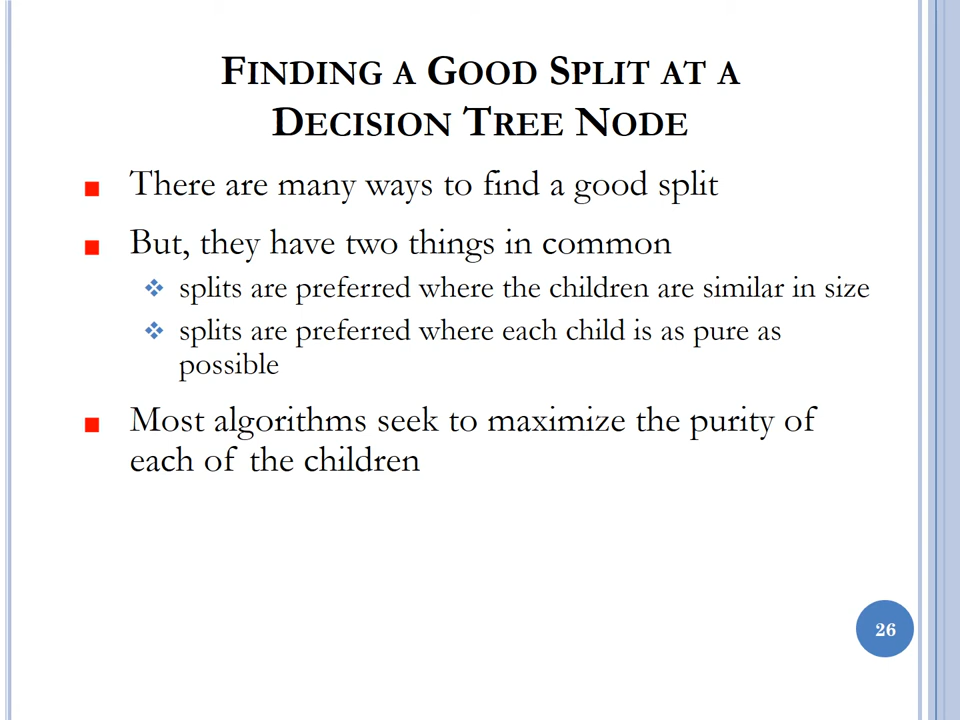 Finding a Good Split at a
Decision Tree Node
There are many ways to find a good split
But, they have two things in common
splits are preferred where the children are similar in size
splits are preferred where each child is as pure as
possible
Most algorithms seek to maximize the purity of
each of the children
26